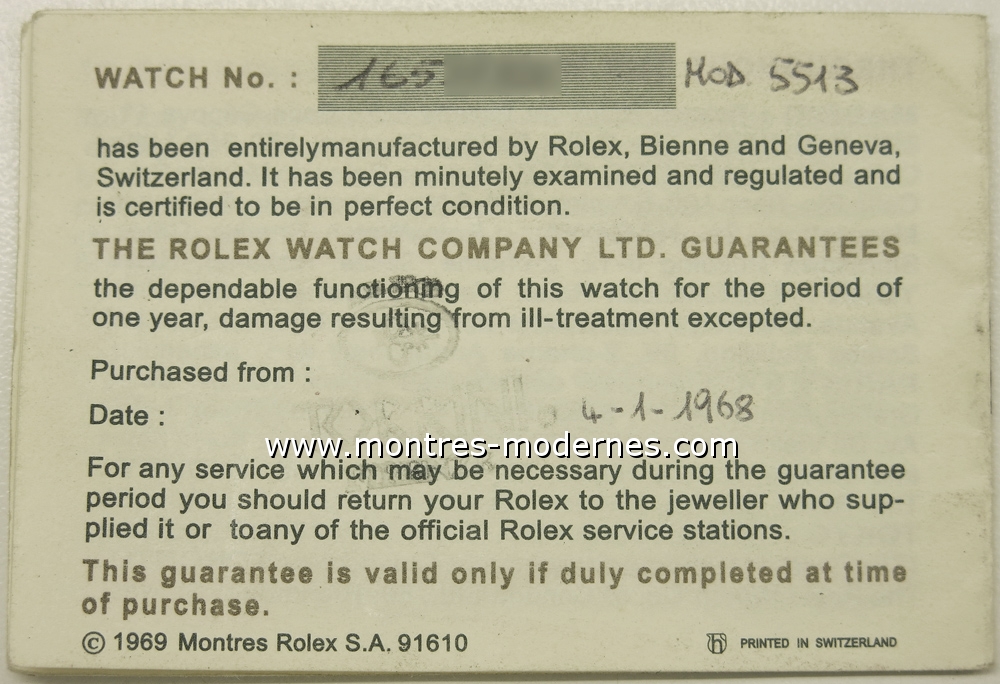 WATCH No. : 165 MOD 5513
has been entirelymanufactured by Rolex, Bienne and Geneva,
Switzerland. It has been minutely examined and regulated and
is certified to be in perfect condition.
THE ROLEX WATCH COMPANY LTD. GUARANTEES
the dependable functioning of this watch for the period of
one year, damage resulting from ill-treatment excepted.
Purchased from :
Date : 4-1-1968
www.montres-modernes.com
For any service which may be necessary during the guarantee
period you should return your Rolex to the jeweller who sup-
plied it or toany of the official Rolex service stations.
This guarantee is valid only if duly completed at time
of purchase.
© 1969 Montres Rolex S.A. 91610 PRINTED IN SWITZERLAND